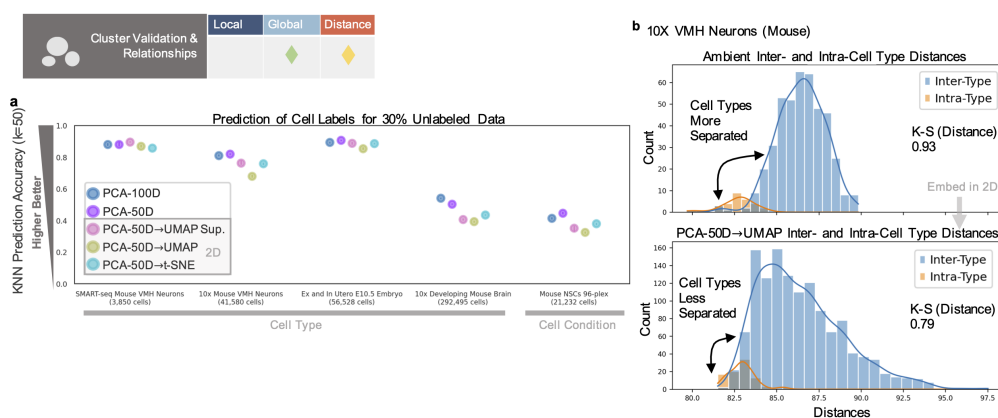 Cluster Validation &
Relationships
Local
Global
Distance
a
Prediction of Cell Labels for 30% Unlabeled Data
KNN Prediction Accuracy (k=50)
Higher Better
1.0
0.8
0.6
0.4
0.2
0.0
PCA-100D
PCA-50D
PCA-50D→UMAP Sup.
PCA-50D→UMAP
PCA-50D→t-SNE
2D
SMART-seq Mouse VMH Neurons
(3,850 cells)
10x Mouse VMH Neurons
(41,580 cells)
Ex and In Utero E10.5 Embryo
(56,528 cells)
10x Developing Mouse Brain
(292,495 cells)
Mouse NSCs 96-plex
(21,232 cells)
Cell Type
Cell Condition
b 10X VMH Neurons (Mouse)
Ambient Inter- and Intra-Cell Type Distances
Count
60
50
40
30
20
10
0
Cell Types
More
Separated
Inter-Type
Intra-Type
K-S (Distance)
0.93
Embed in 2D
PCA-50D→UMAP Inter- and Intra-Cell Type Distances
Count
160
140
120
100
80
60
40
20
0
Cell Types
Less
Separated
Inter-Type
Intra-Type
K-S (Distance)
0.79
80.0 82.5 85.0 87.5 90.0 92.5 95.0 97.5
Distances